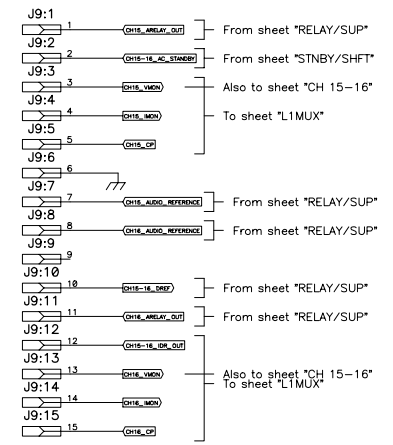 J9:1
1 CH15_ARELAY_OUT From sheet "RELAY/SUP"
J9:2
2 CH15-16_AC_STANDBY From sheet "STNBY/SHFT"
J9:3
3 CH15_VMON Also to sheet "CH 15-16"
J9:4
4 CH15_IMON To sheet "L1MUX"
J9:5
5 CH15_CP
J9:6
6
J9:7
7 CH15_AUDIO_REFERENCE From sheet "RELAY/SUP"
J9:8
8 CH16_AUDIO_REFERENCE From sheet "RELAY/SUP"
J9:9
9
J9:10
10 CH15-16_DREF From sheet "RELAY/SUP"
J9:11
11 CH16_ARELAY_OUT From sheet "RELAY/SUP"
J9:12
12 CH15-16_IDR_OUT
J9:13
13 CH16_VMON Also to sheet "CH 15-16"
To sheet "L1MUX"
J9:14
14 CH16_IMON
J9:15
15 CH16_CP